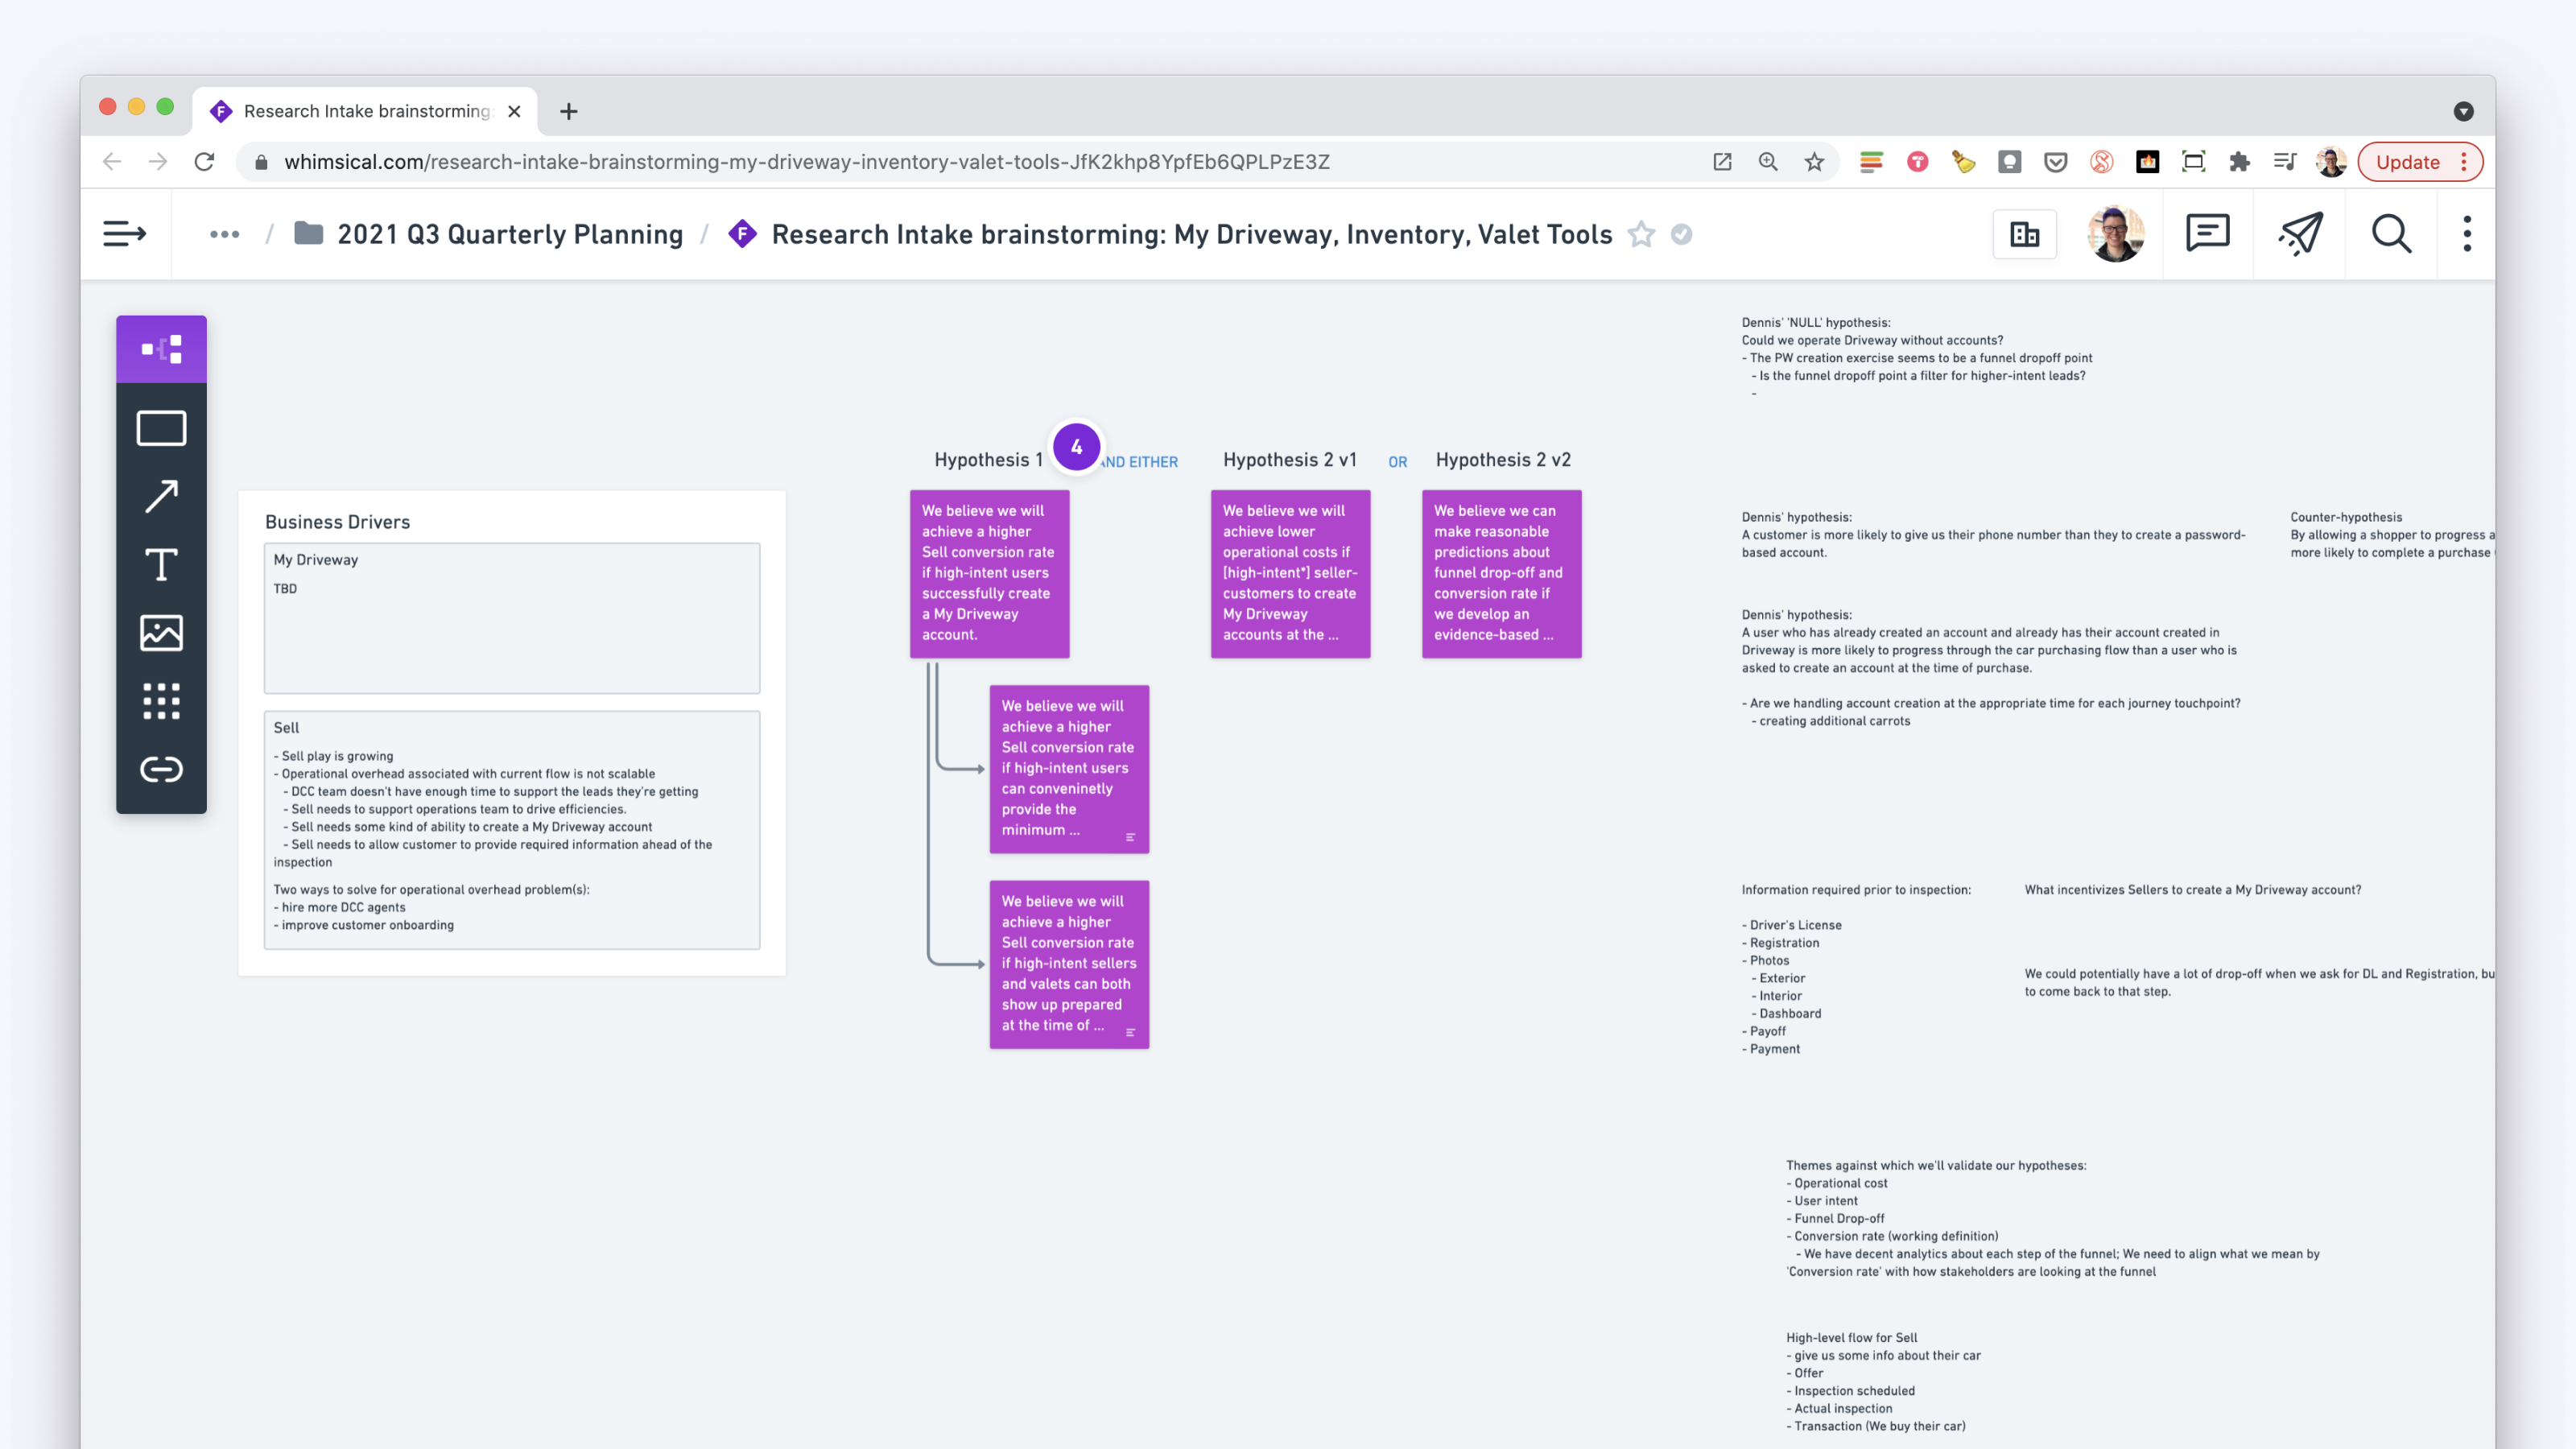 Research Intake brainstorming:
whimsical.com/research-intake-brainstorming-my-driveway-inventory-valet-tools-JfK2khp8YpfEb6QPLPzE3Z
Update
2021 Q3 Quarterly Planning / Research Intake brainstorming: My Driveway, Inventory, Valet Tools
Dennis' 'NULL' hypothesis:
Could we operate Driveway without accounts?
- The PW creation exercise seems to be a funnel dropoff point
- Is the funnel dropoff point a filter for higher-intent leads?
-
Hypothesis 1
4
AND EITHER
Hypothesis 2 v1
OR
Hypothesis 2 v2
Business Drivers
My Driveway
TBD
Sell
- Sell play is growing
- Operational overhead associated with current flow is not scalable
- DCC team doesn't have enough time to support the leads they're getting
- Sell needs to support operations team to drive efficiencies.
- Sell needs some kind of ability to create a My Driveway account
- Sell needs to allow customer to provide required information ahead of the
inspection
Two ways to solve for operational overhead problem(s):
- hire more DCC agents
- improve customer onboarding
We believe we will
achieve a higher
Sell conversion rate
if high-intent users
successfully create
a My Driveway
account.
We believe we will
achieve lower
operational costs if
[high-intent*] seller-
customers to create
My Driveway
accounts at the ...
We believe we can
make reasonable
predictions about
funnel drop-off and
conversion rate if
we develop an
evidence-based ...
We believe we will
achieve a higher
Sell conversion rate
if high-intent users
can conveninetly
provide the
minimum ...
We believe we will
achieve a higher
Sell conversion rate
if high-intent sellers
and valets can both
show up prepared
at the time of ...
Dennis' hypothesis:
A customer is more likely to give us their phone number than they to create a password-
based account.
Counter-hypothesis
By allowing a shopper to progress a
more likely to complete a purchase
Dennis' hypothesis:
A user who has already created an account and already has their account created in
Driveway is more likely to progress through the car purchasing flow than a user who is
asked to create an account at the time of purchase.
- Are we handling account creation at the appropriate time for each journey touchpoint?
- creating additional carrots
Information required prior to inspection:
- Driver's License
- Registration
- Photos
- Exterior
- Interior
- Dashboard
- Payoff
- Payment
What incentivizes Sellers to create a My Driveway account?
We could potentially have a lot of drop-off when we ask for DL and Registration, bu
to come back to that step.
Themes against which we'll validate our hypotheses:
- Operational cost
- User intent
- Funnel Drop-off
- Conversion rate (working definition)
- We have decent analytics about each step of the funnel; We need to align what we mean by
'Conversion rate' with how stakeholders are looking at the funnel
High-level flow for Sell
- give us some info about their car
- Offer
- Inspection scheduled
- Actual inspection
- Transaction (We buy their car)